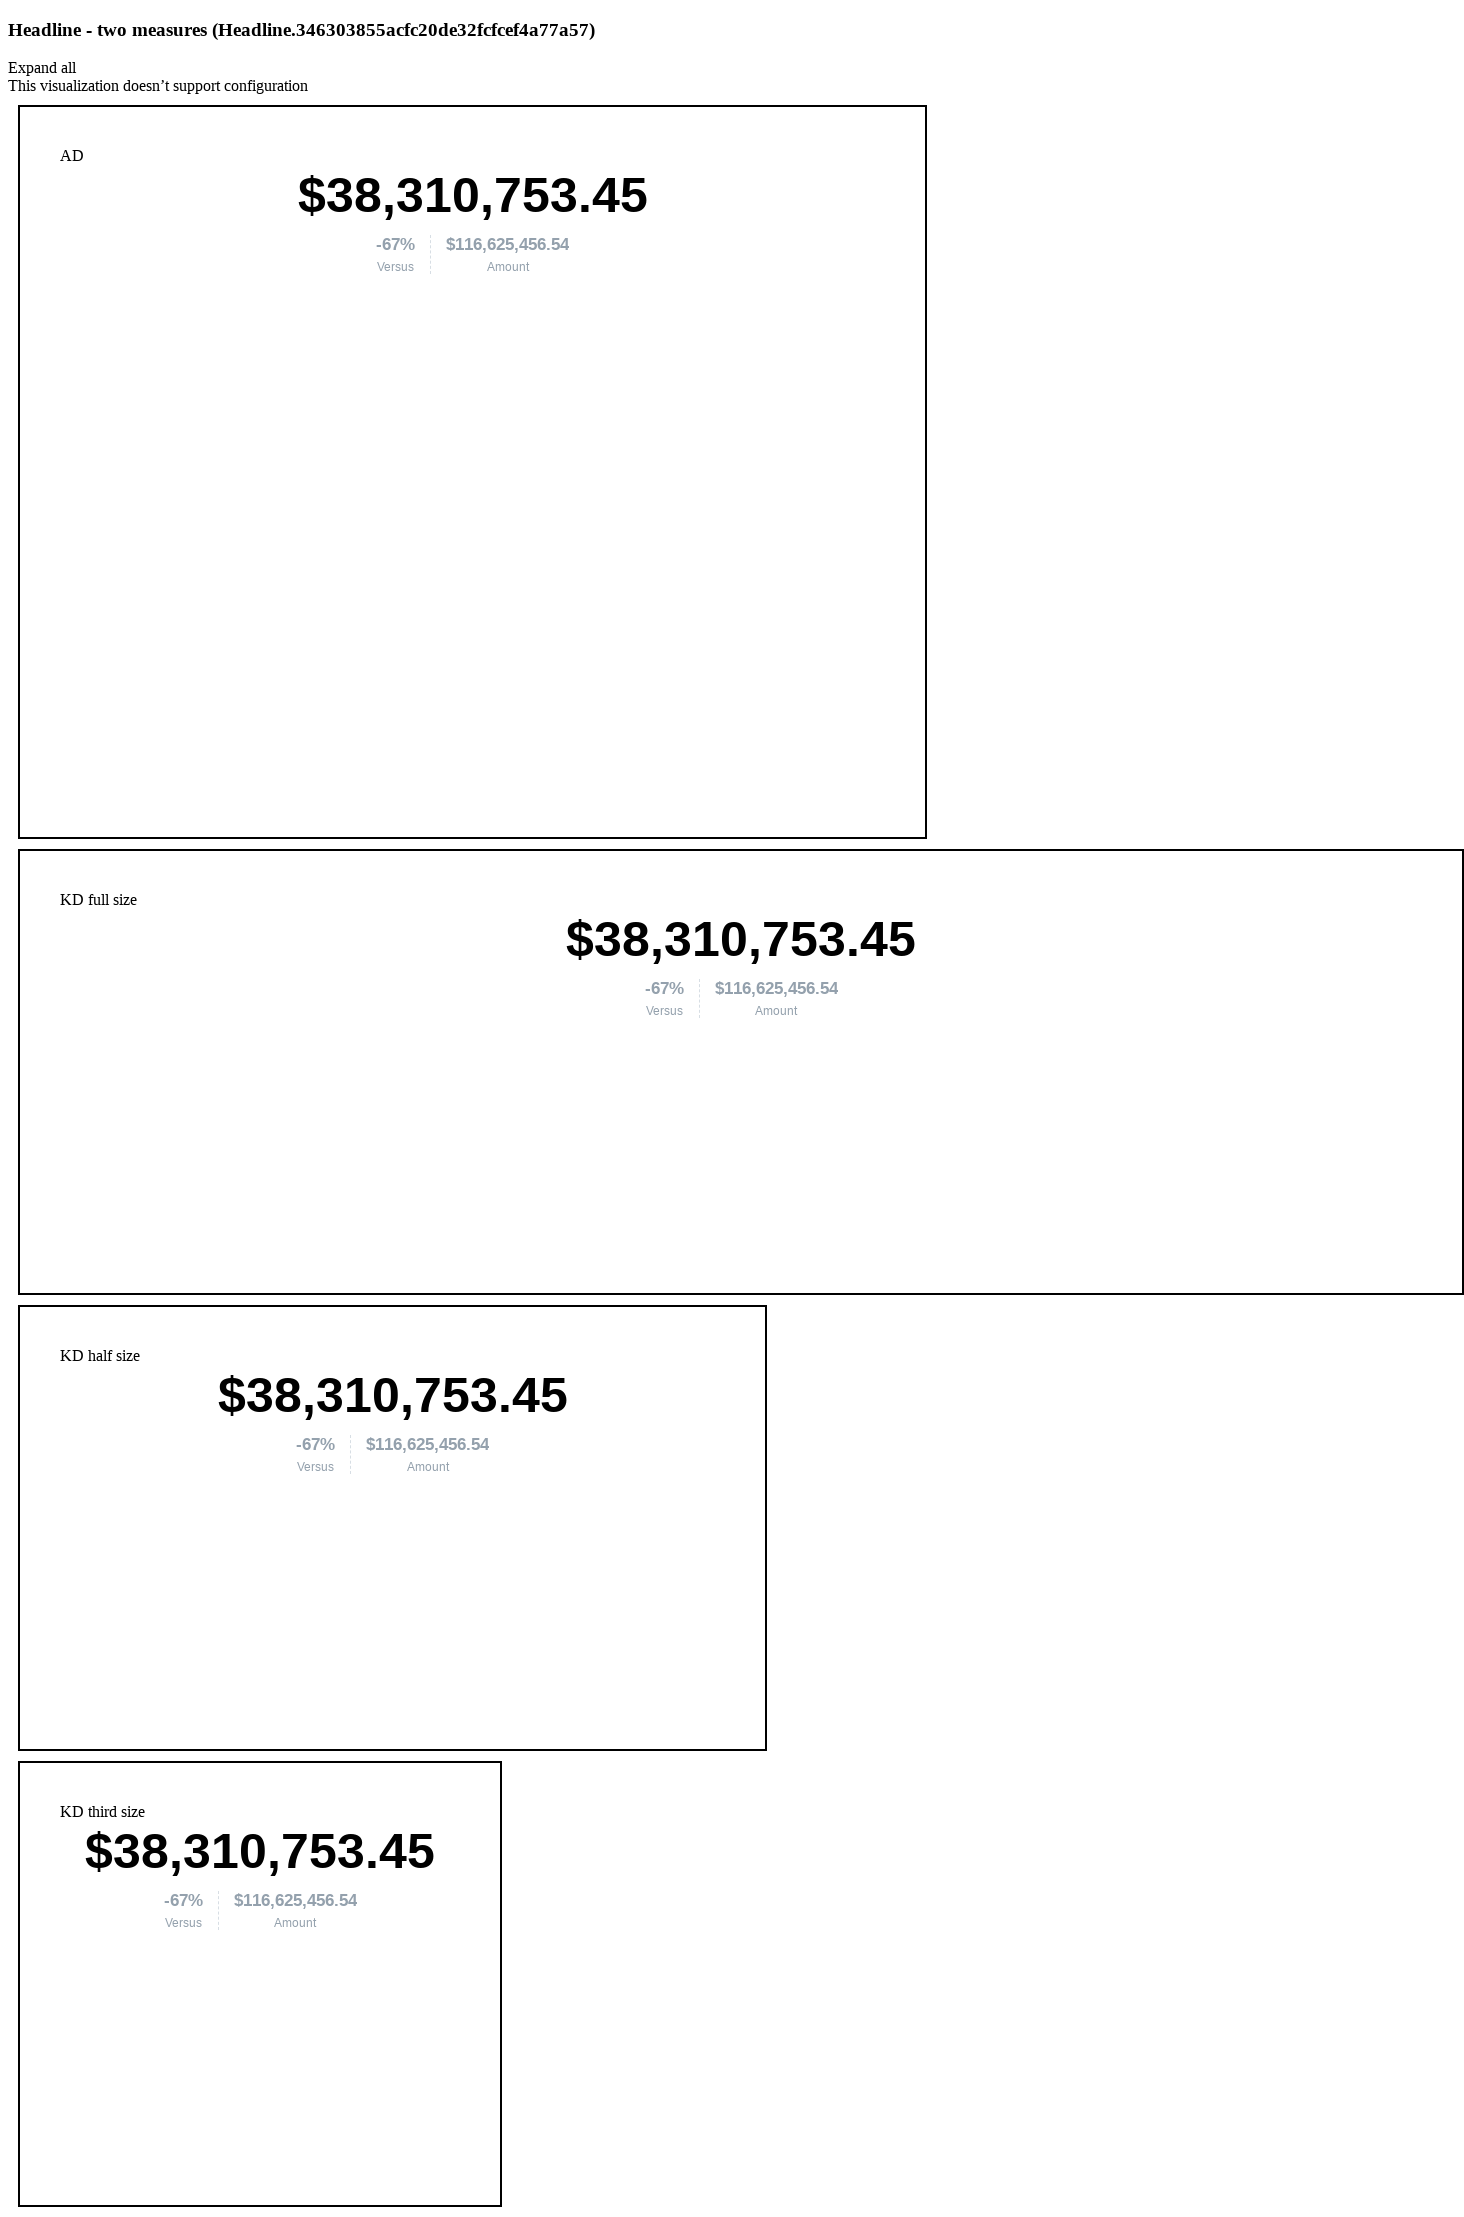 Headline - two measures (Headline.346303855acfc20de32fcfcef4a77a57)
Expand all
This visualization doesn’t support configuration
AD
$38,310,753.45
-67% $116,625,456.54
Versus Amount
KD full size
$38,310,753.45
-67% $116,625,456.54
Versus Amount
KD half size
$38,310,753.45
-67% $116,625,456.54
Versus Amount
KD third size
$38,310,753.45
-67% $116,625,456.54
Versus Amount